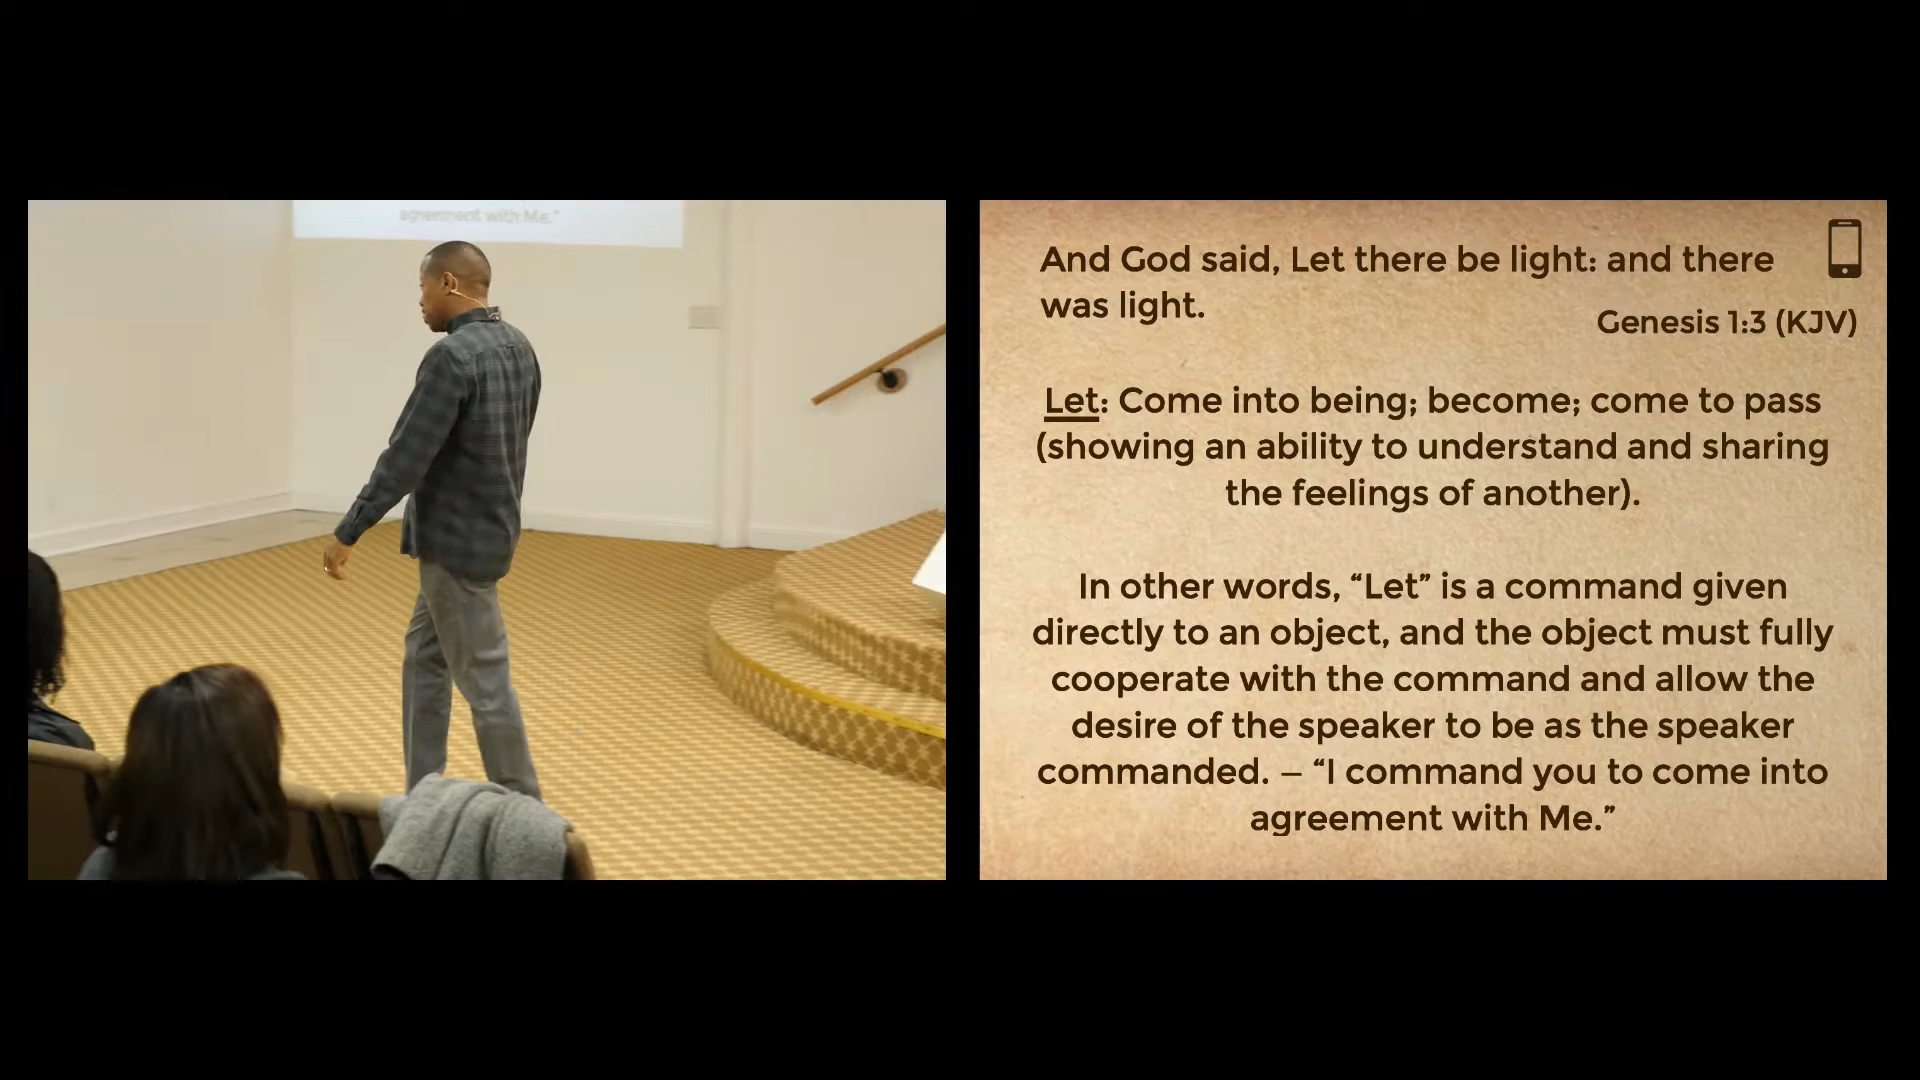 agreement with Me."
And God said, Let there be light: and there
was light.
Genesis 1:3 (KJV)
Let: Come into being; become; come to pass
(showing an ability to understand and sharing
the feelings of another).
In other words, “Let” is a command given
directly to an object, and the object must fully
cooperate with the command and allow the
desire of the speaker to be as the speaker
commanded. – “I command you to come into
agreement with Me.”